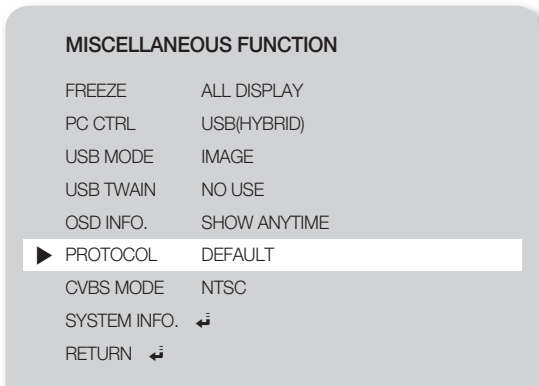 MISCELLANEOUS FUNCTION
FREEZE ALL DISPLAY
PC CTRL USB(HYBRID)
USB MODE IMAGE
USB TWAIN NO USE
OSD INFO. SHOW ANYTIME
PROTOCOL DEFAULT
CVBS MODE NTSC
SYSTEM INFO.
RETURN